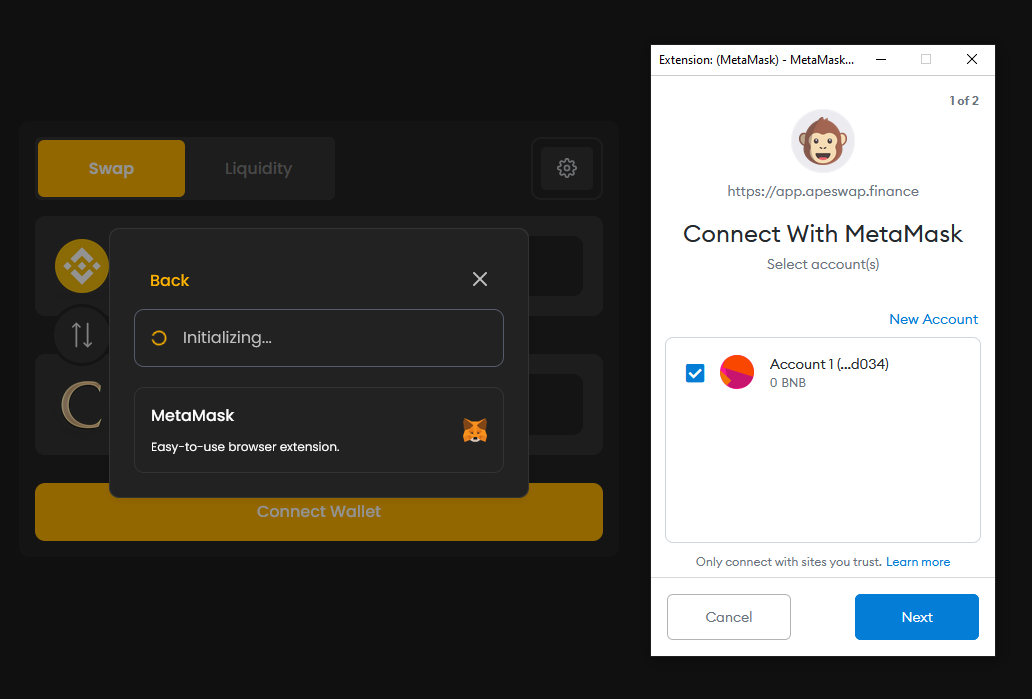 Swap
Liquidity
Back
Initializing...
MetaMask
Easy-to-use browser extension.
Connect Wallet
Extension: (MetaMask) - MetaMask...
1 of 2
https://app.apeswap.finance
Connect With MetaMask
Select account(s)
New Account
Account 1 (...d034)
0 BNB
Only connect with sites you trust. Learn more
Cancel
Next